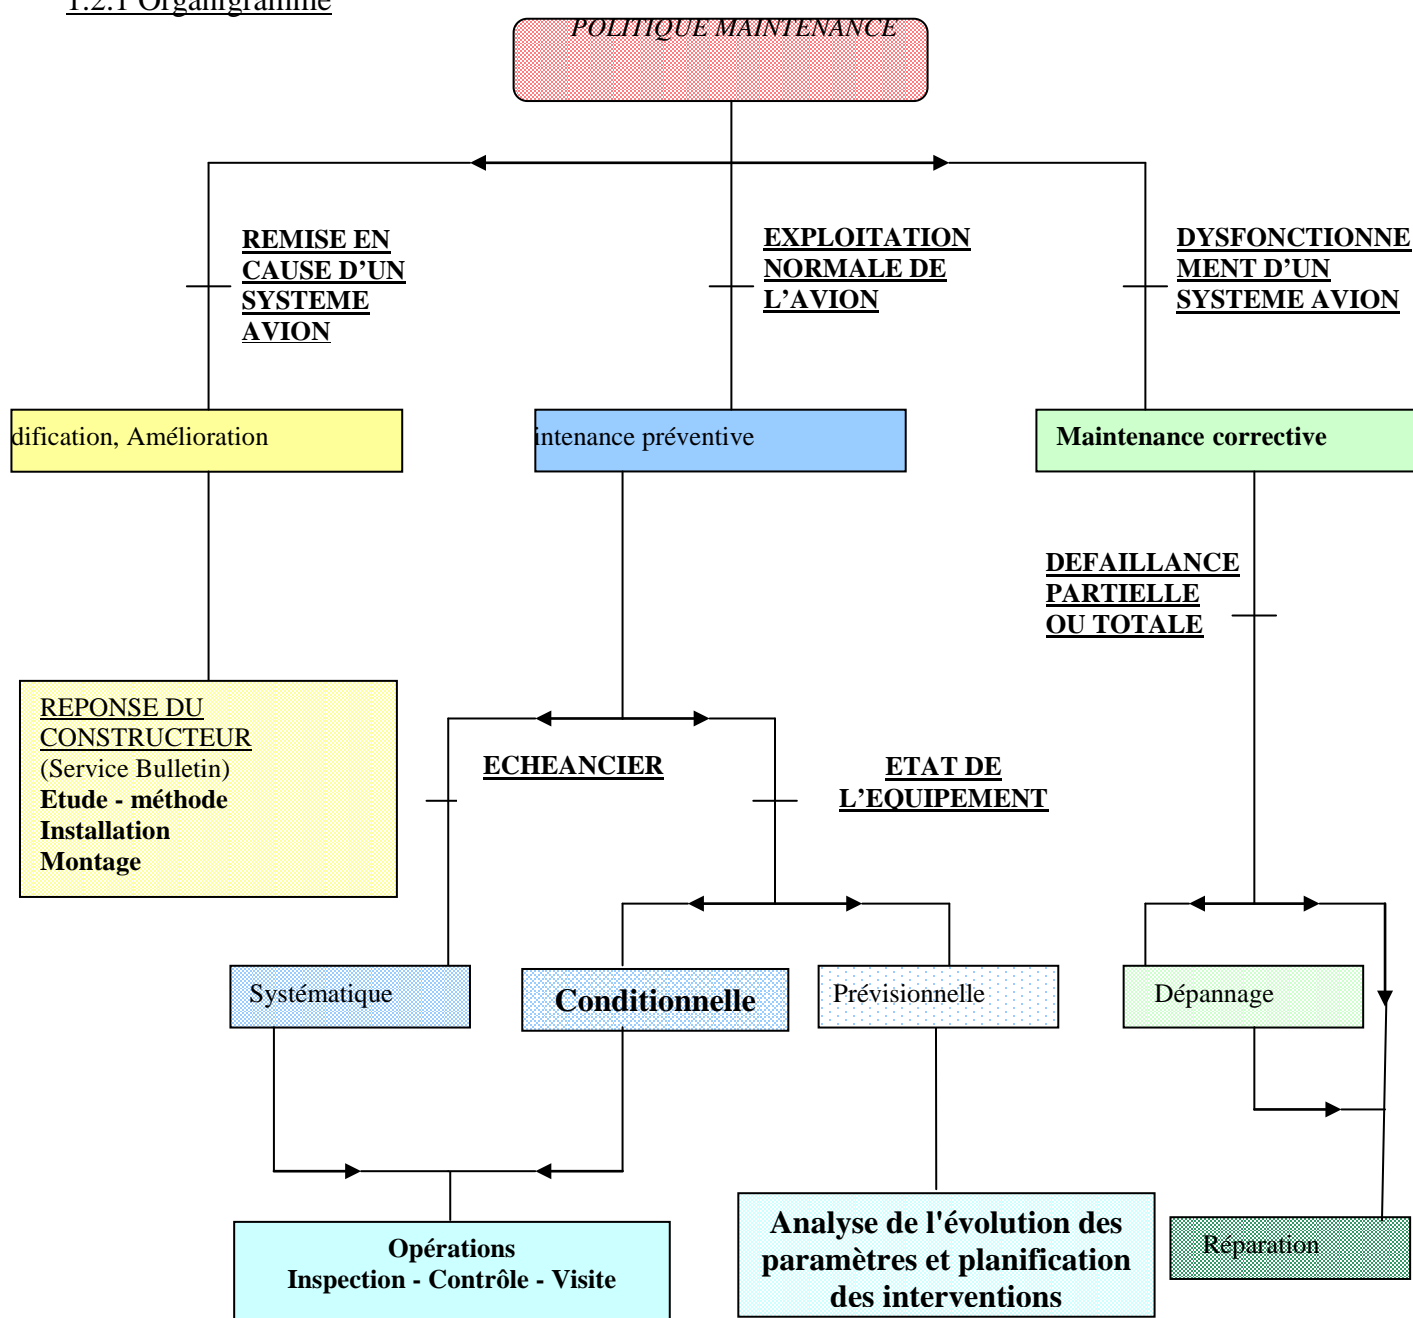 1.2.1 Organigramme
POLITIQUE MAINTENANCE
REMISE EN
CAUSE D’UN
SYSTEME
AVION
EXPLOITATION
NORMALE DE
L’AVION
DYSFONCTIONNE
MENT D’UN
SYSTEME AVION
dification, Amélioration
intenance préventive
Maintenance corrective
DEFAILLANCE
PARTIELLE
OU TOTALE
REPONSE DU
CONSTRUCTEUR
(Service Bulletin)
Etude - méthode
Installation
Montage
ECHEANCIER
ETAT DE
L’EQUIPEMENT
Systématique
Conditionnelle
Prévisionnelle
Dépannage
Opérations
Inspection - Contrôle - Visite
Analyse de l'évolution des
paramètres et planification
des interventions
Réparation